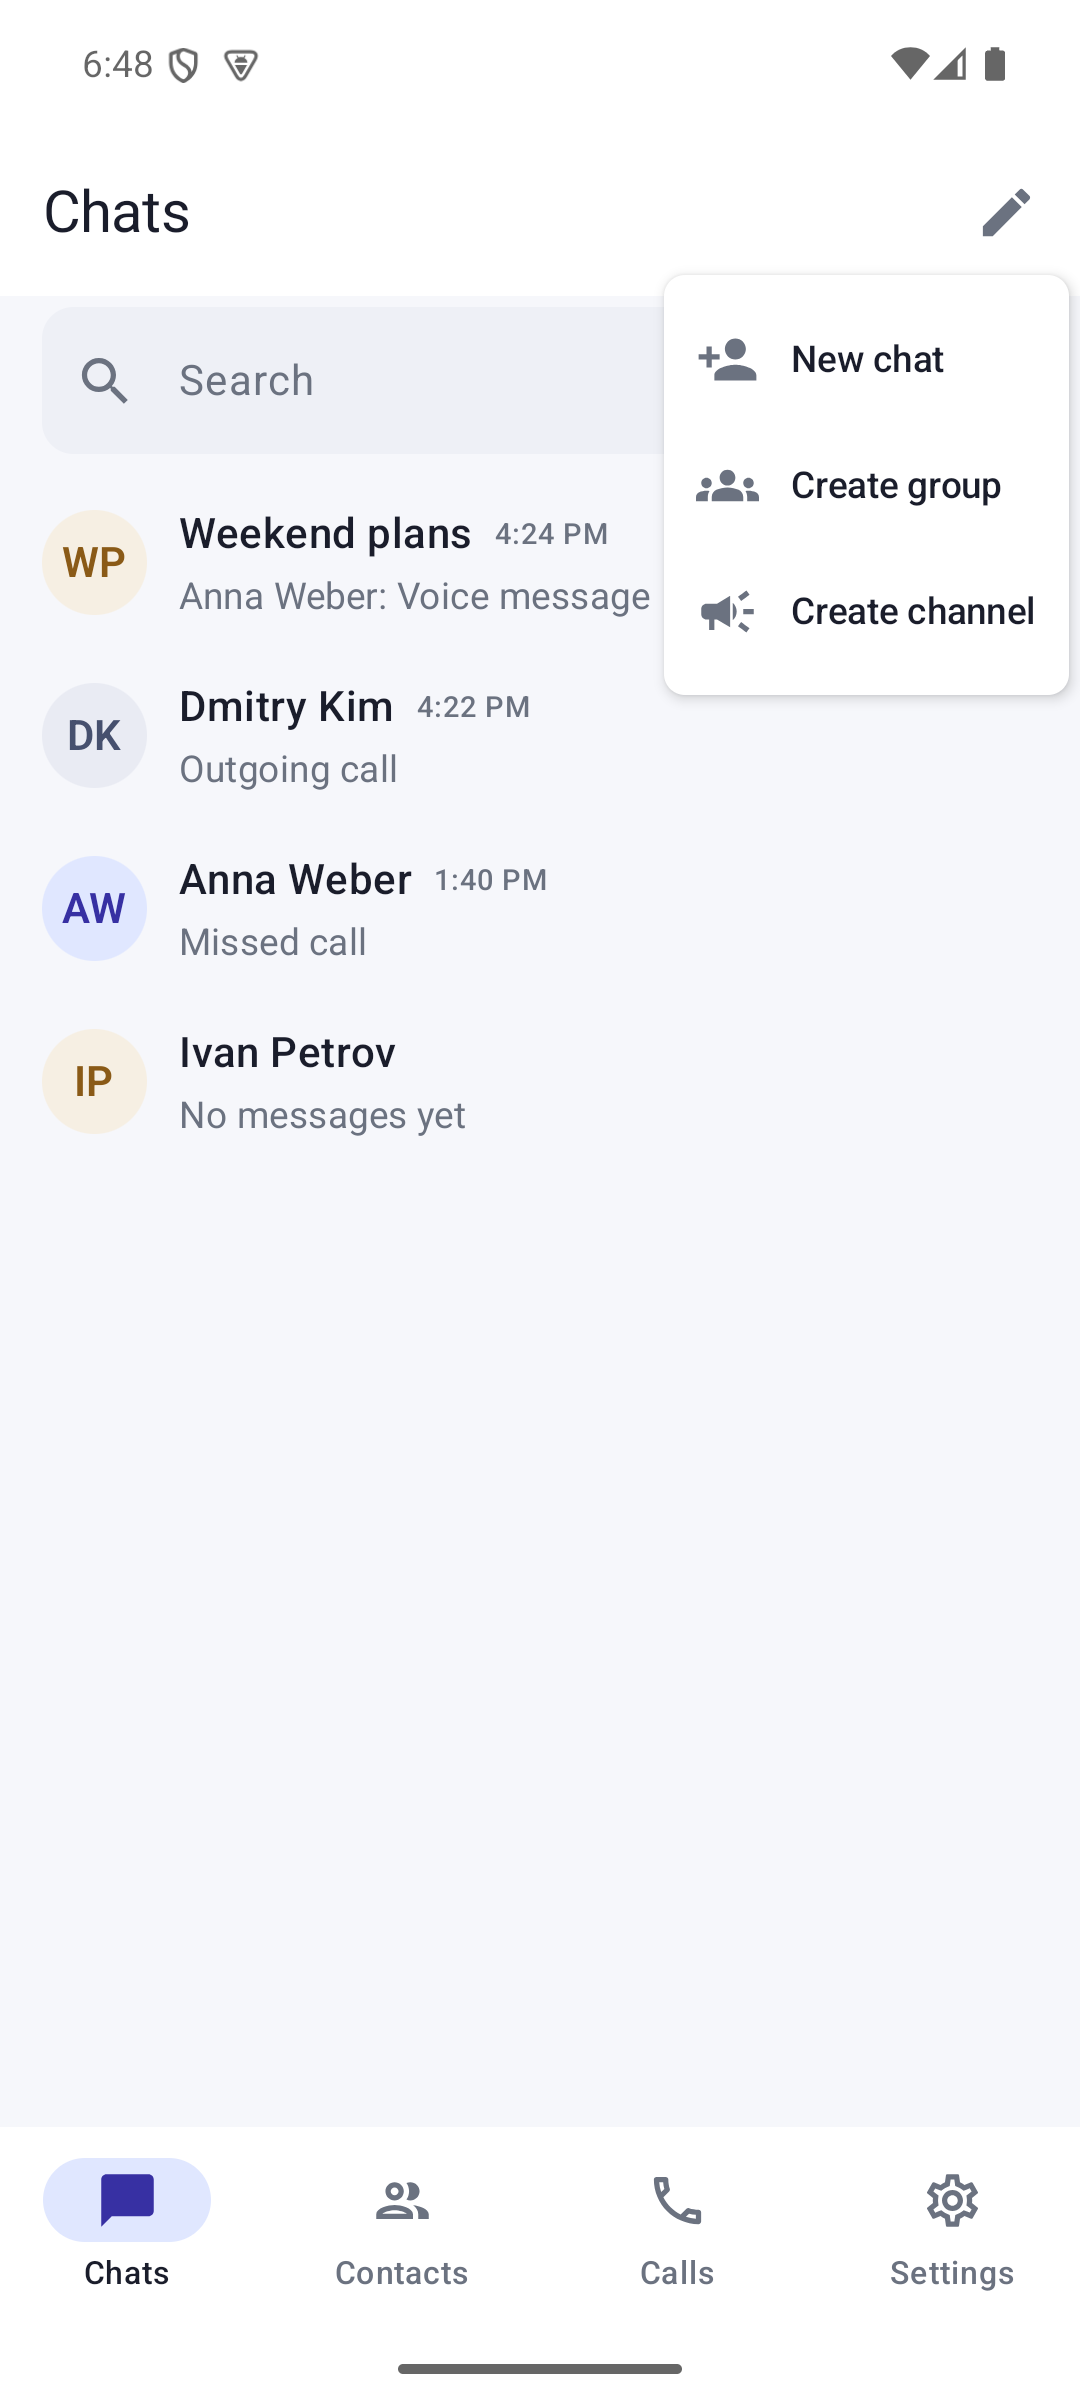 6:48
Chats
Search
New chat
Create group
Create channel
WP
Weekend plans 4:24 PM
Anna Weber: Voice message
DK
Dmitry Kim 4:22 PM
Outgoing call
AW
Anna Weber 1:40 PM
Missed call
IP
Ivan Petrov
No messages yet
Chats
Contacts
Calls
Settings